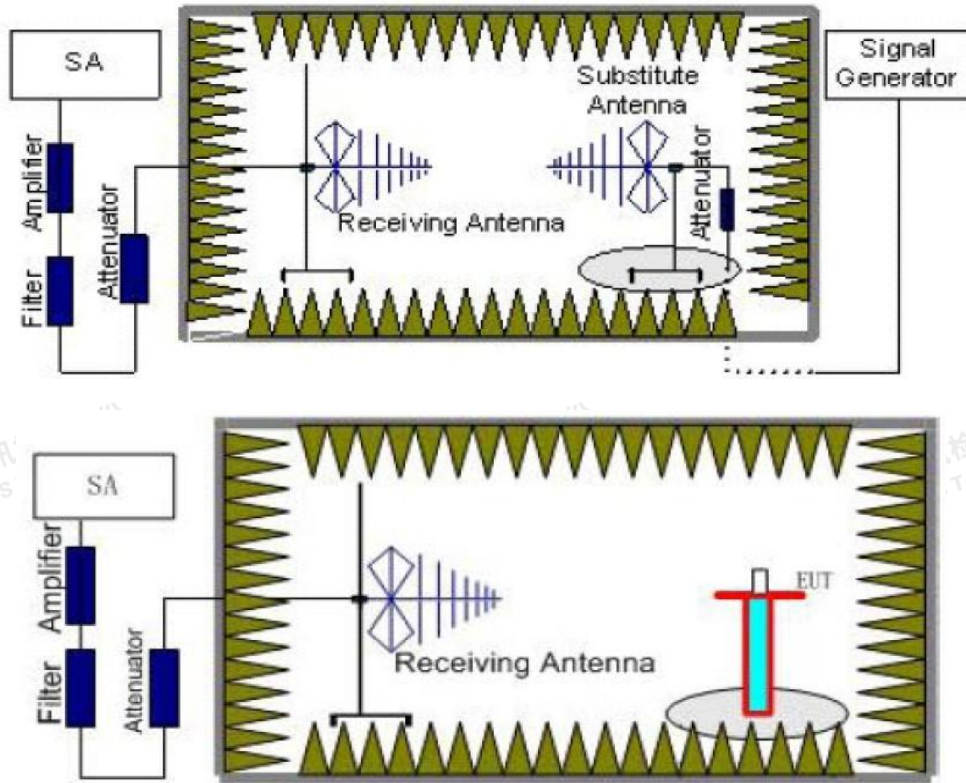 SA
Signal
Generator
Substitute
Antenna
Amplifier
Attenuator
Attenuator
Receiving Antenna
Filter
SA
Amplifier
EUT
Filter
Attenuator
Receiving Antenna